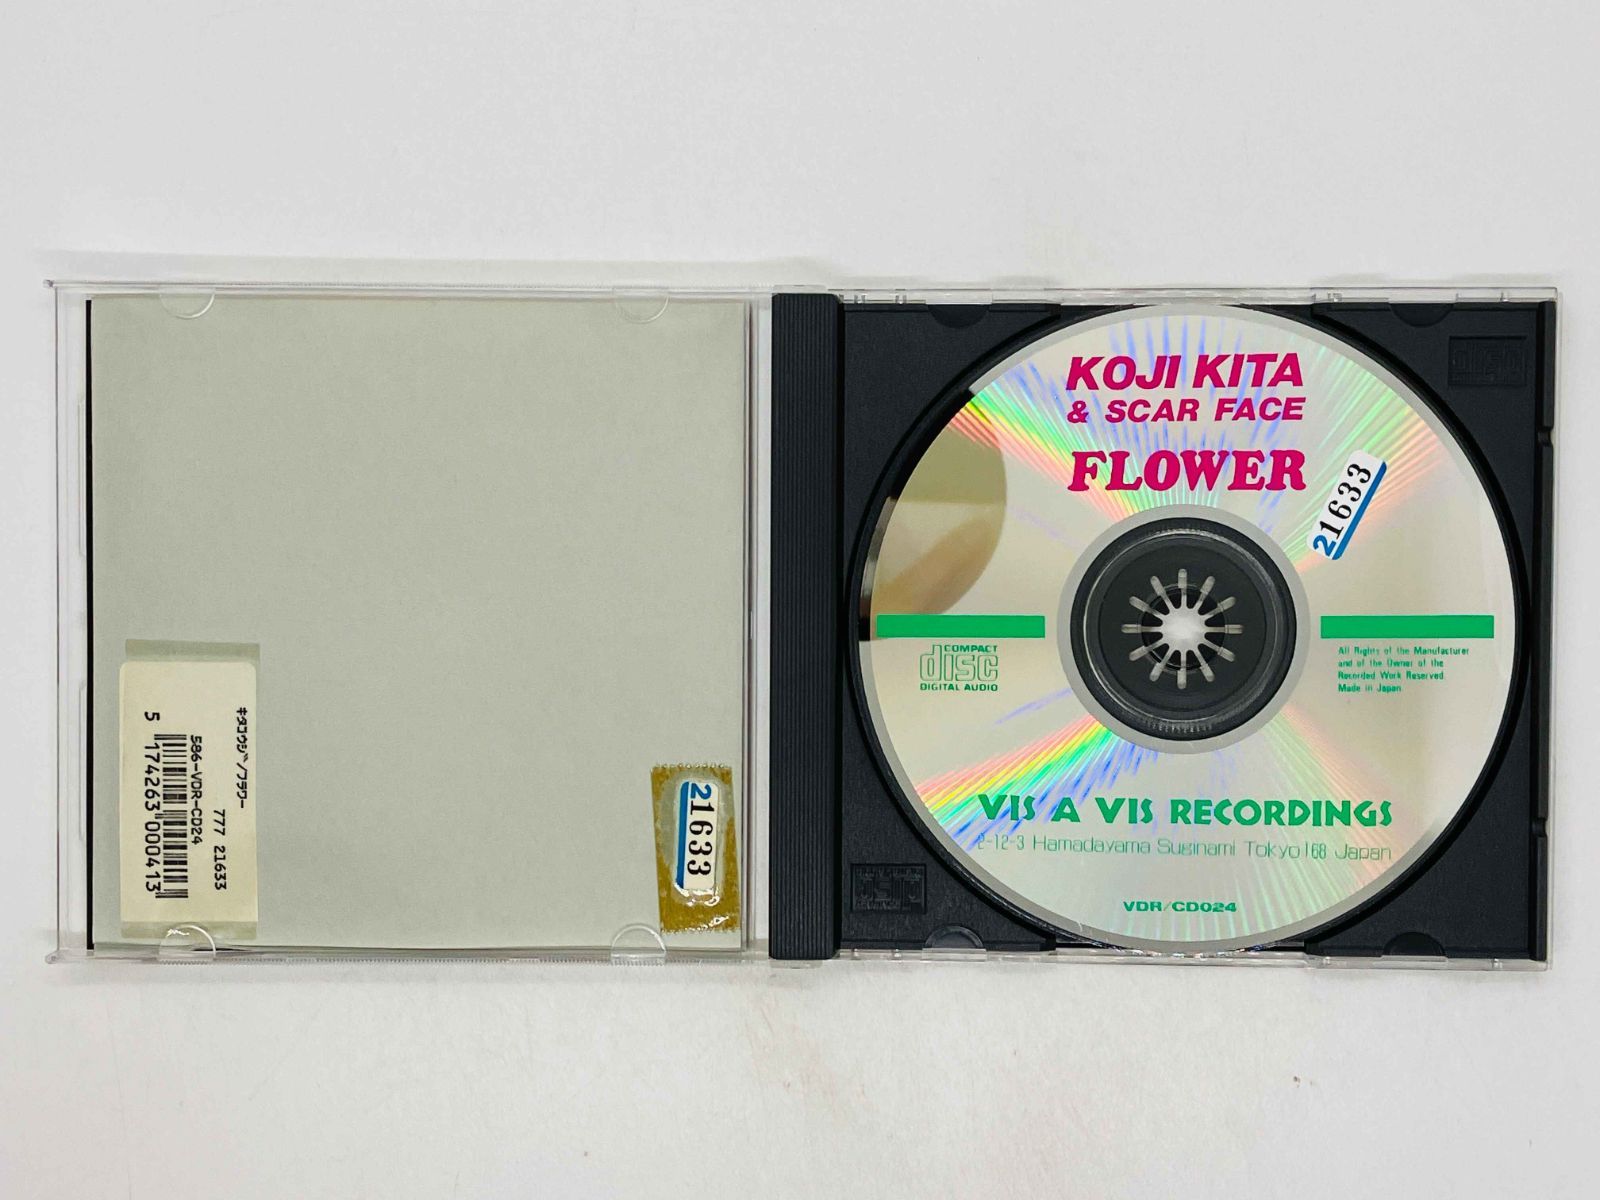 キタコウジ/フラワー
777 21633
586-VDR-CD24
5 174263 000413
21633
KOJI KITA
& SCAR FACE
FLOWER
21633
COMPACT
disc
DIGITAL AUDIO
All Rights of the Manufacturer
and of the Owner of the
Recorded Work Reserved.
Made in Japan.
VIS A VIS RECORDINGS
2-12-3 Hamadayama Suginami Tokyo 168 Japan
VDR/CD024
disc